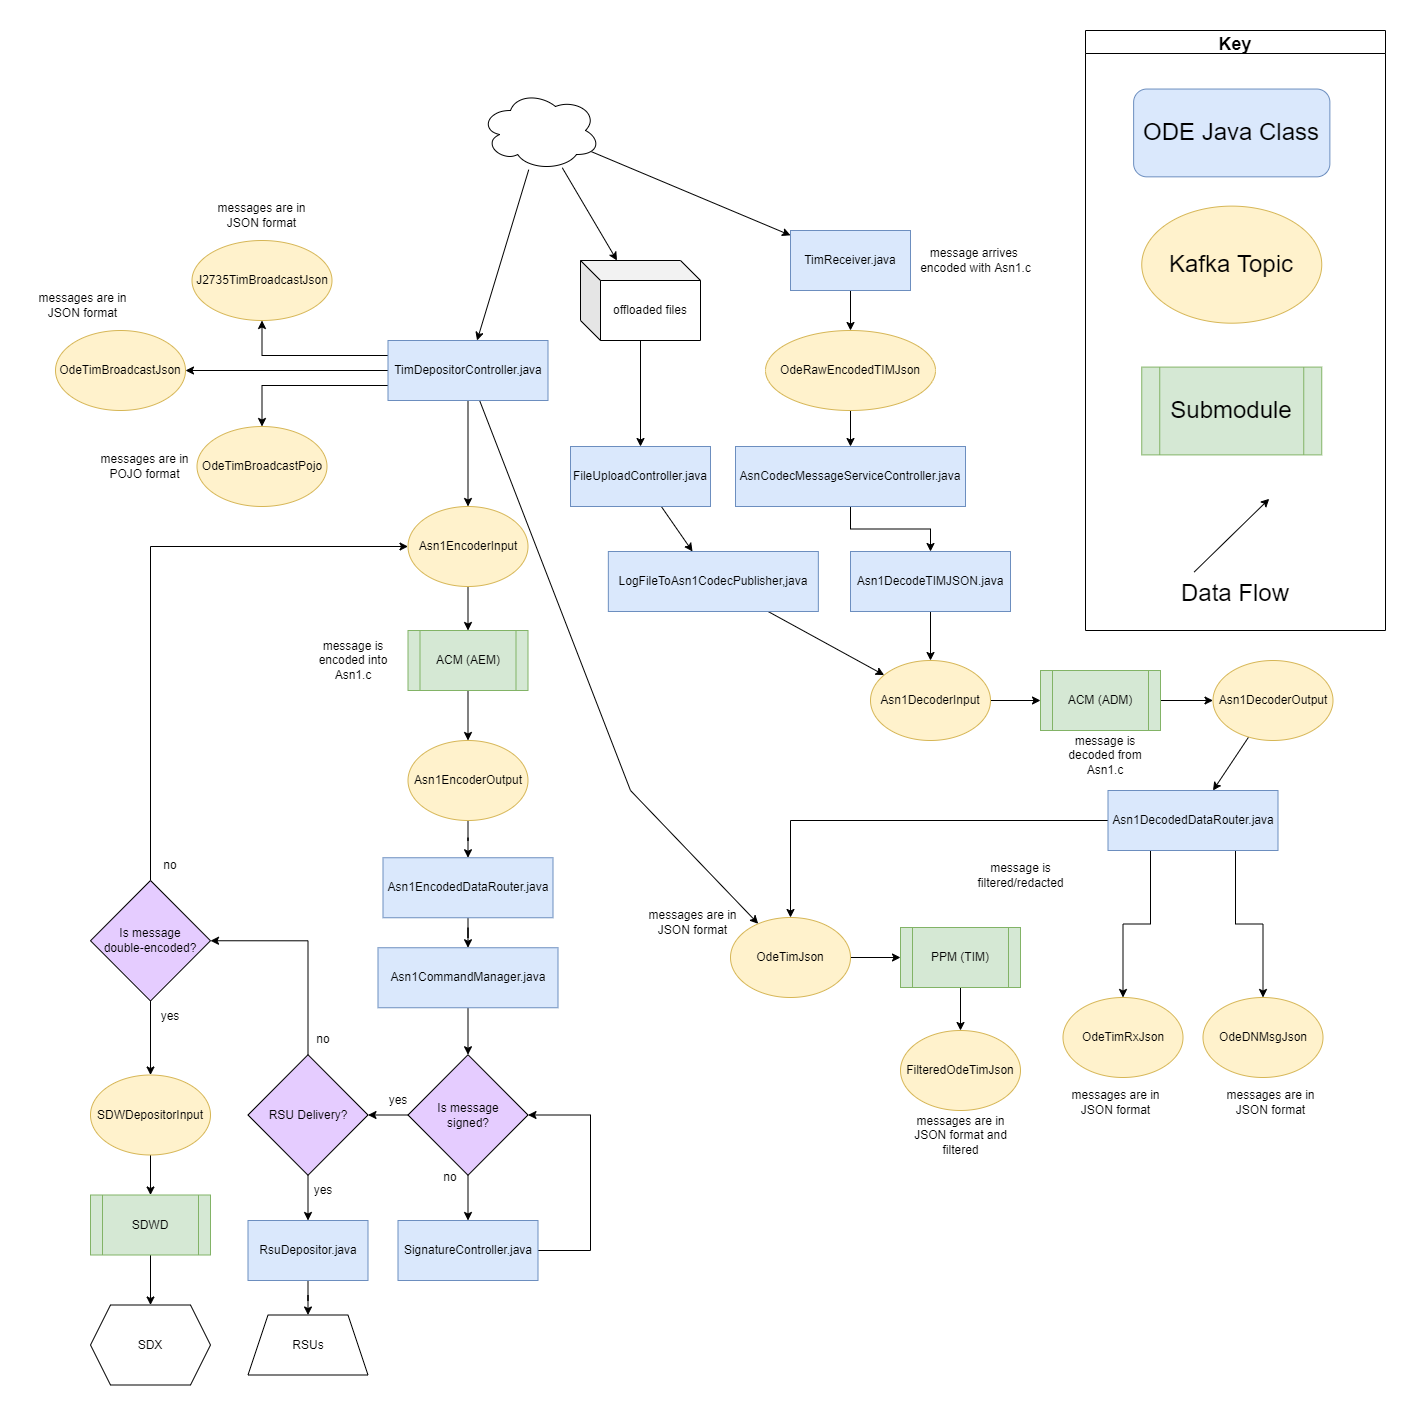 Key
ODE Java Class
Kafka Topic
Submodule
Data Flow
messages are in
JSON format
J2735TimBroadcastJson
messages are in
JSON format
OdeTimBroadcastJson
messages are in
POJO format
OdeTimBroadcastPojo
TimDepositorController.java
offloaded files
TimReceiver.java
message arrives
encoded with Asn1.c
OdeRawEncodedTIMJson
FileUploadController.java
AsnCodecMessageServiceController.java
Asn1EncoderInput
LogFileToAsn1CodecPublisher.java
Asn1DecodeTIMJSON.java
message is
encoded into
Asn1.c
ACM (AEM)
Asn1DecoderInput
ACM (ADM)
message is
decoded from
Asn1.c
Asn1DecoderOutput
Asn1EncoderOutput
Asn1DecodedDataRouter.java
no
Asn1EncodedDataRouter.java
message is
filtered/redacted
Is message
double-encoded?
messages are in
JSON format
OdeTimJson
PPM (TIM)
Asn1CommandManager.java
yes
no
OdeTimRxJson
OdeDNMsgJson
FilteredOdeTimJson
messages are in
JSON format
messages are in
JSON format
messages are in
JSON format and
filtered
SDWDepositorInput
RSU Delivery?
yes
Is message
signed?
no
yes
SDWD
RsuDepositor.java
SignatureController.java
SDX
RSUs